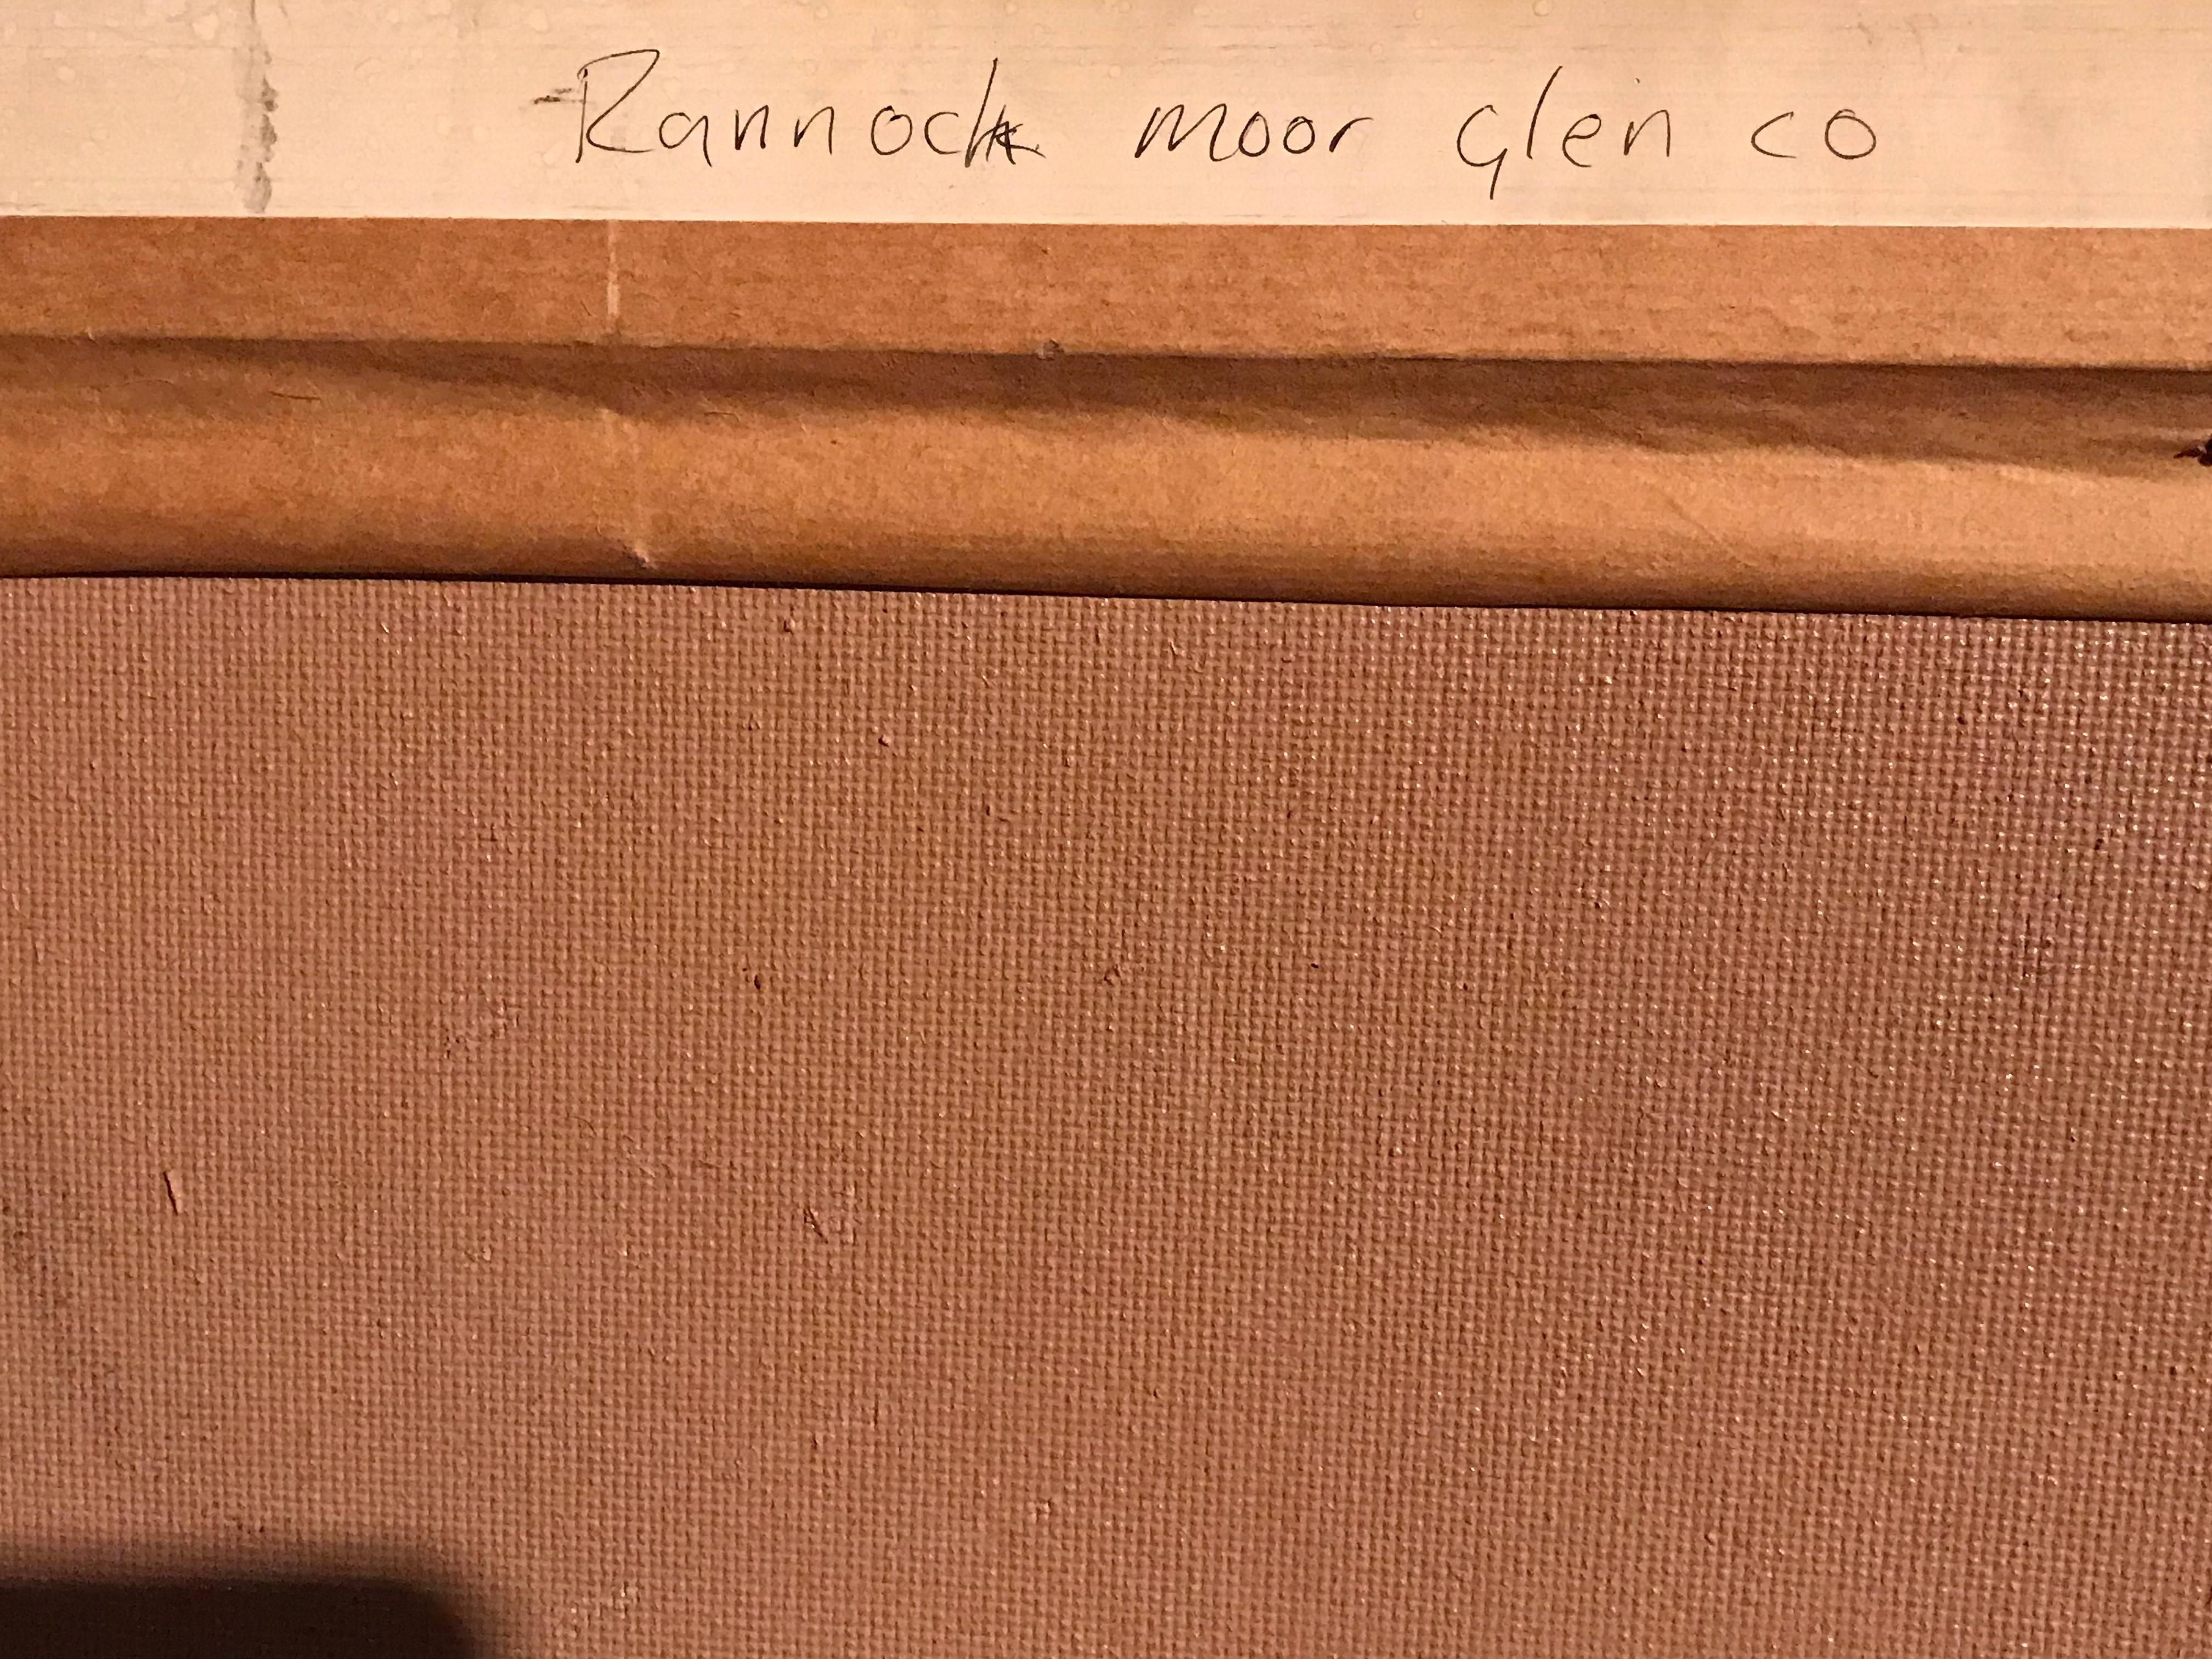 Rannock moor glen co